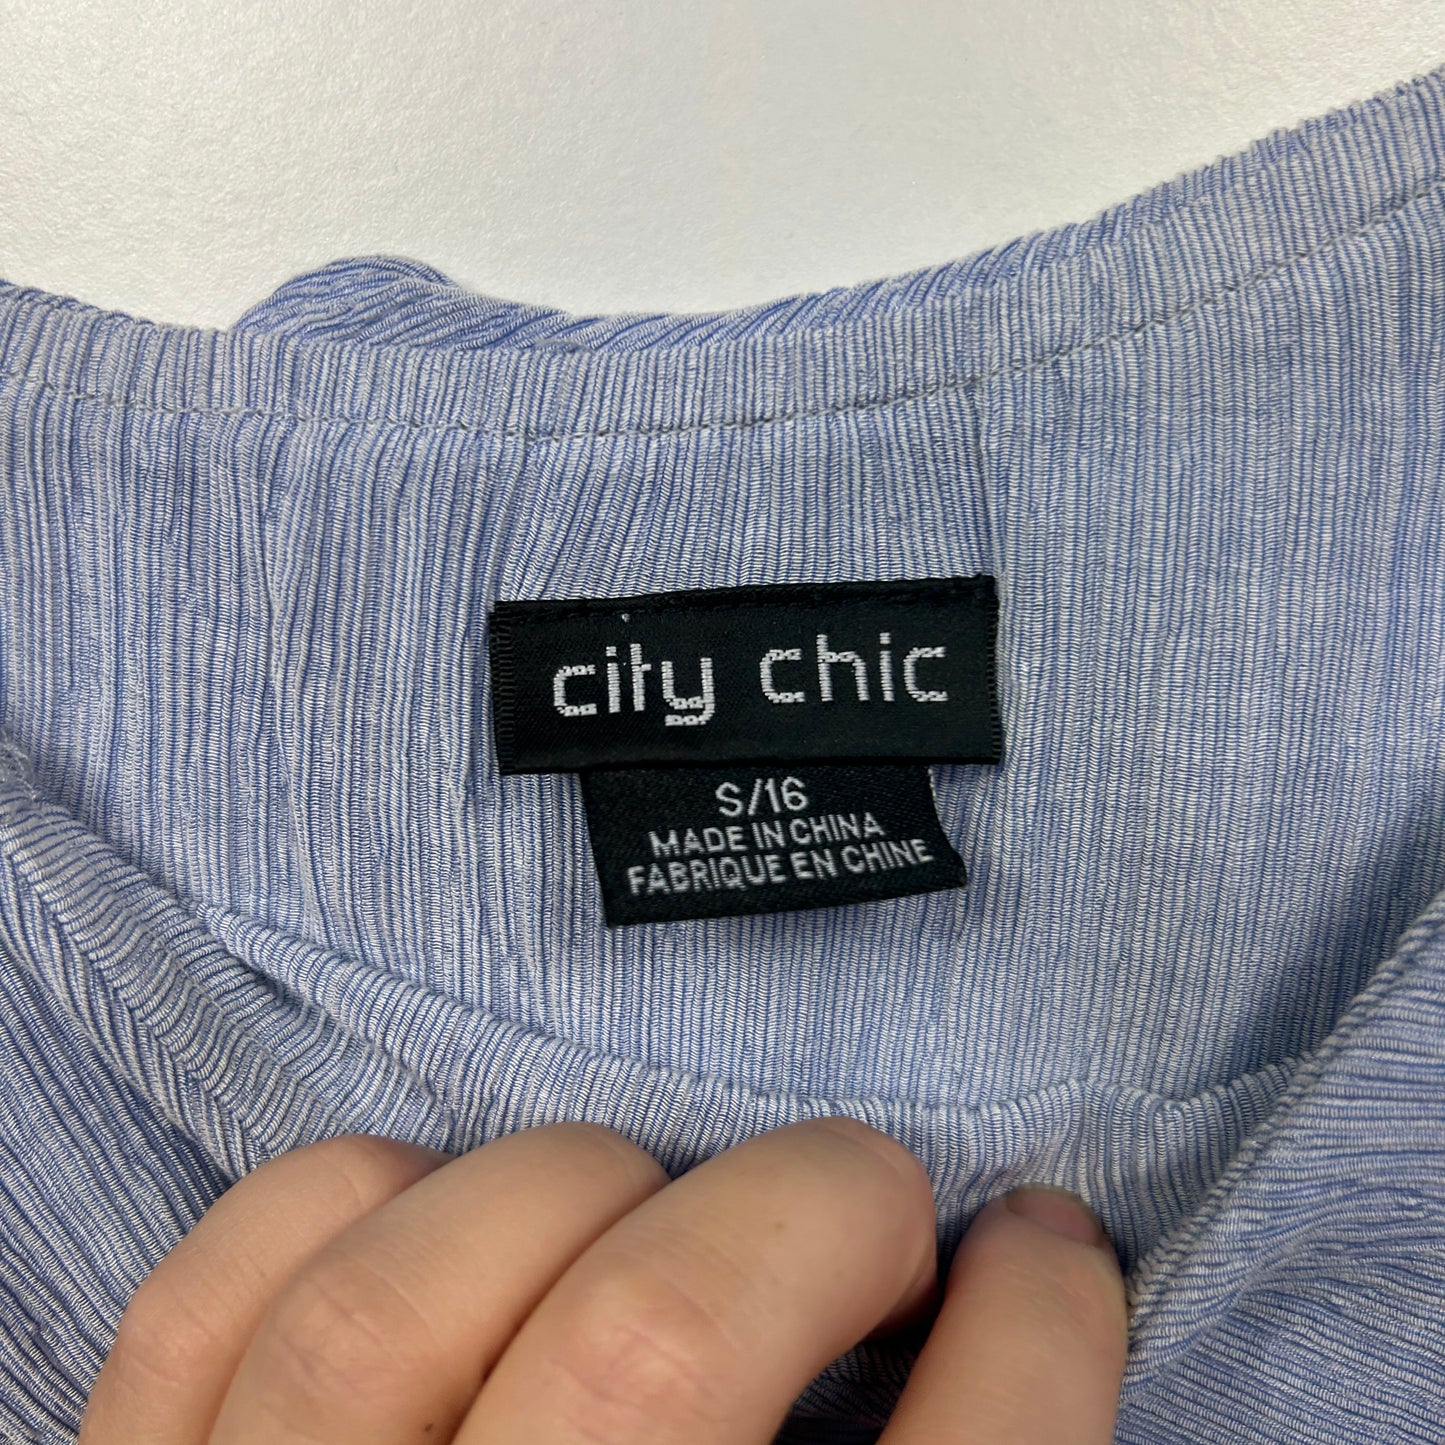 city chic
S/16
MADE IN CHINA
FABRIQUE EN CHINE